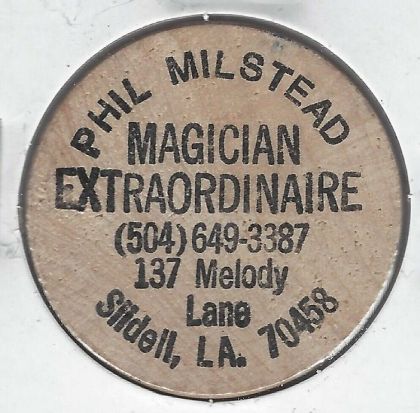 PHIL MILSTEAD
MAGICIAN
EXTRAORDINAIRE
(504) 649-3387
137 Melody
Lane
Slidell, LA. 70458